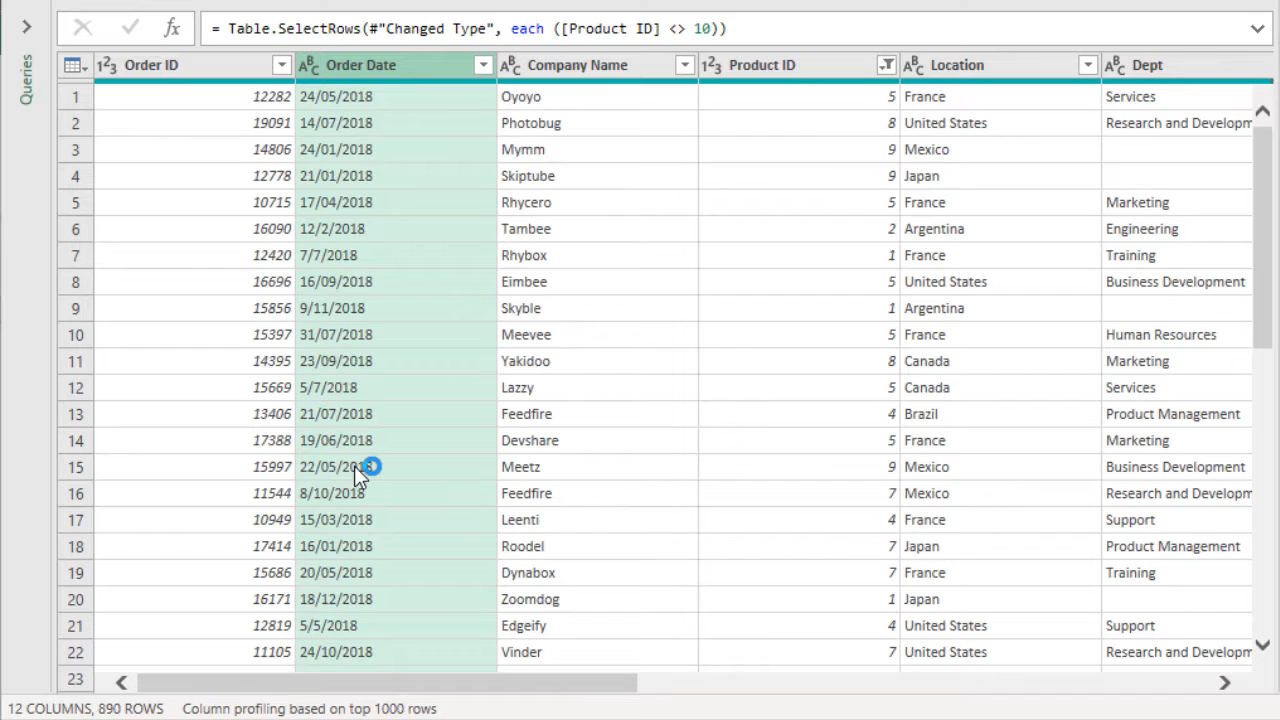 = Table.SelectRows(#"Changed Type", each ([Product ID] <> 10))
Queries
1²3 Order ID ABC Order Date ABC Company Name 1²3 Product ID ABC Location ABC Dept
1 12282 24/05/2018 Oyoyo 5 France Services
2 19091 14/07/2018 Photobug 8 United States Research and Developm
3 14806 24/01/2018 Mymm 9 Mexico
4 12778 21/01/2018 Skiptube 9 Japan
5 10715 17/04/2018 Rhycero 5 France Marketing
6 16090 12/2/2018 Tambee 2 Argentina Engineering
7 12420 7/7/2018 Rhybox 1 France Training
8 16696 16/09/2018 Eimbee 5 United States Business Development
9 15856 9/11/2018 Skyble 1 Argentina
10 15397 31/07/2018 Meevee 5 France Human Resources
11 14395 23/09/2018 Yakidoo 8 Canada Marketing
12 15669 5/7/2018 Lazzy 5 Canada Services
13 13406 21/07/2018 Feedfire 4 Brazil Product Management
14 17388 19/06/2018 Devshare 5 France Marketing
15 15997 22/05/2018 Meetz 9 Mexico Business Development
16 11544 8/10/2018 Feedfire 7 Mexico Research and Developm
17 10949 15/03/2018 Leenti 4 France Support
18 17414 16/01/2018 Roodel 7 Japan Product Management
19 15686 20/05/2018 Dynabox 7 France Training
20 16171 18/12/2018 Zoomdog 1 Japan
21 12819 5/5/2018 Edgeify 4 United States Support
22 11105 24/10/2018 Vinder 7 United States Research and Developm
23
12 COLUMNS, 890 ROWS Column profiling based on top 1000 rows